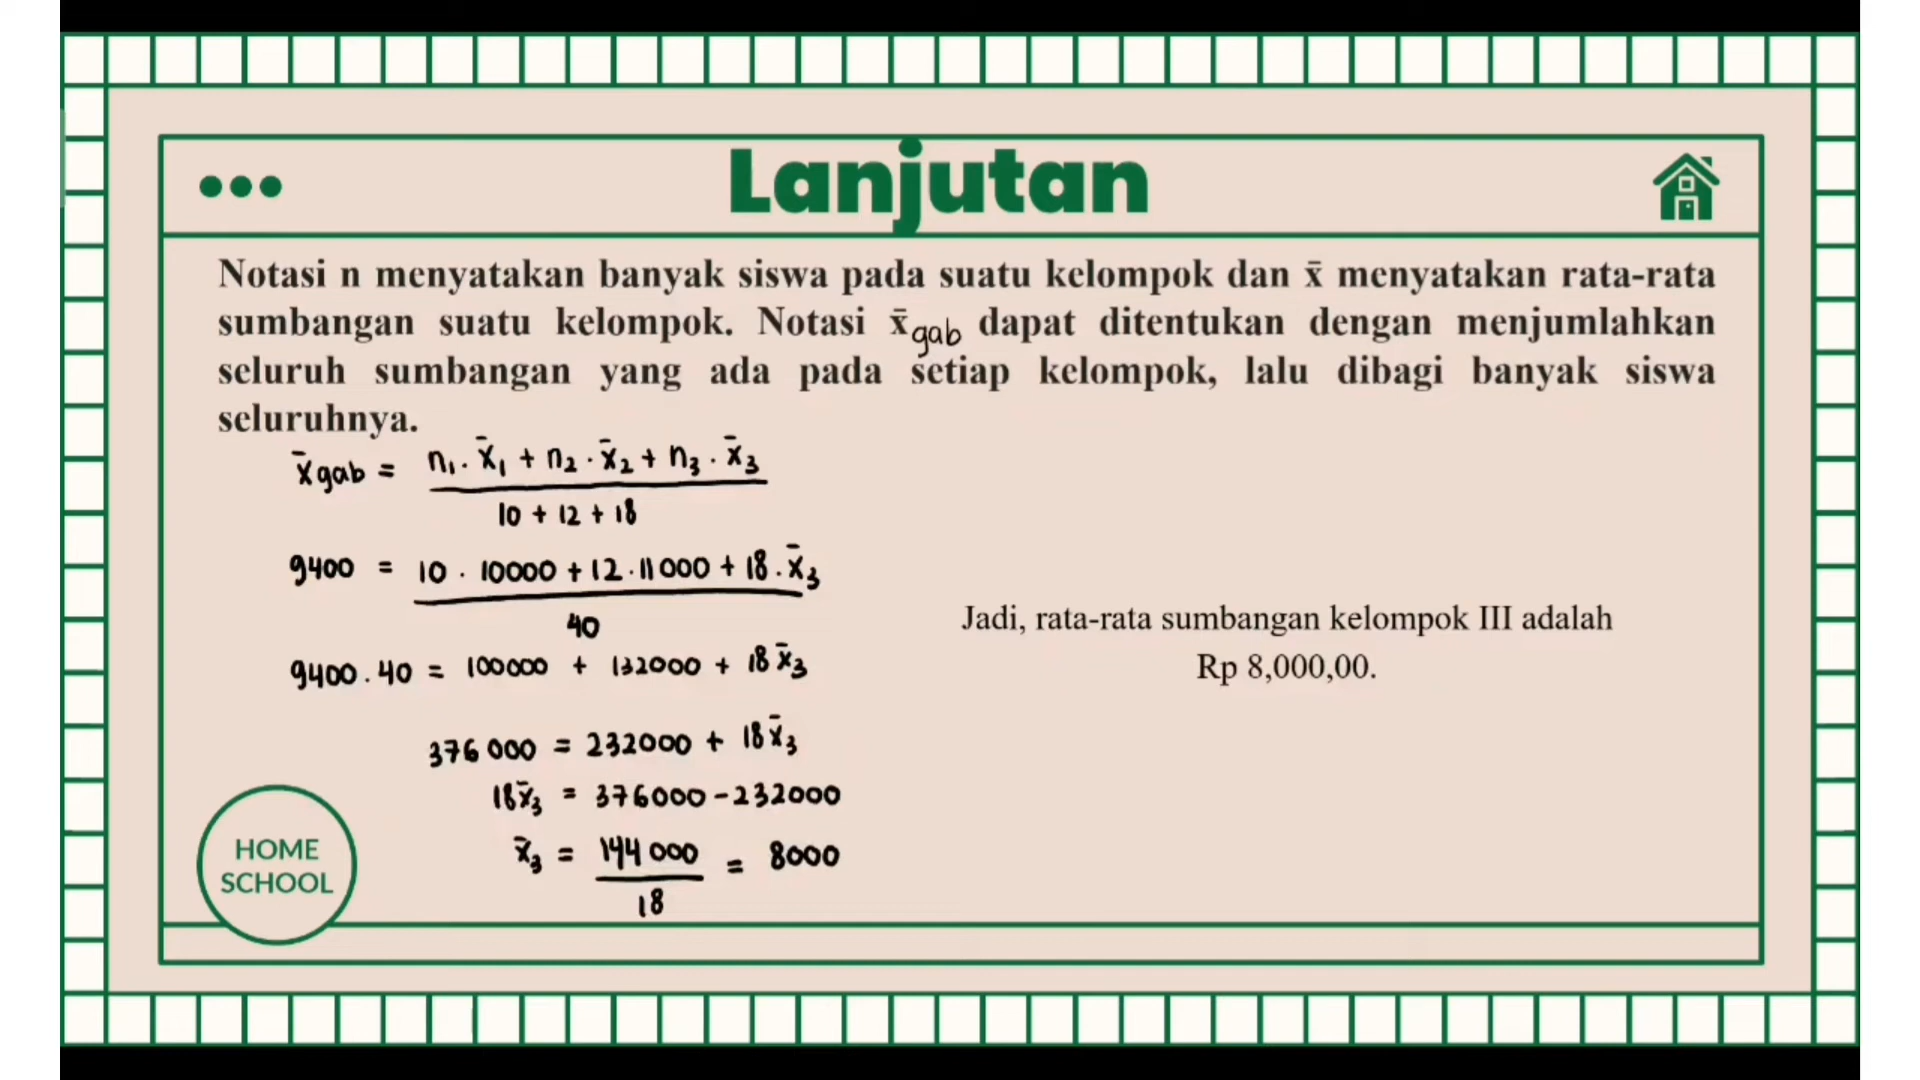 Lanjutan
Notasi n menyatakan banyak siswa pada suatu kelompok dan x̄ menyatakan rata-rata
sumbangan suatu kelompok. Notasi x̄ gab dapat ditentukan dengan menjumlahkan
seluruh sumbangan yang ada pada setiap kelompok, lalu dibagi banyak siswa
seluruhnya.
x̄gab = n₁ . x̄₁ + n₂ . x̄₂ + n₃ . x̄₃
10 + 12 + 18
9400 = 10 . 10000 + 12 . 11000 + 18 . x̄₃
40
9400 . 40 = 100000 + 132000 + 18 x̄₃
376 000 = 232000 + 18x̄₃
18x̄₃ = 376000 - 232000
x̄₃ = 144 000 = 8000
18
Jadi, rata-rata sumbangan kelompok III adalah
Rp 8,000,00.
HOME
SCHOOL